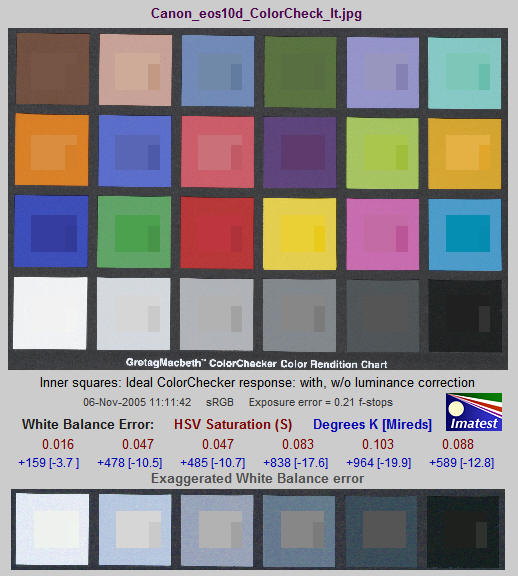 Canon_eos10d_ColorCheck_lt.jpg
GretagMacbeth™ ColorChecker Color Rendition Chart
Inner squares: Ideal ColorChecker response: with, w/o luminance correction
06-Nov-2005 11:11:42 sRGB Exposure error = 0.21 f-stops
Imatest
White Balance Error: HSV Saturation (S) Degrees K [Mireds]
0.016 0.047 0.047 0.083 0.103 0.088
+159 [-3.7 ] +478 [-10.5] +485 [-10.7] +838 [-17.6] +964 [-19.9] +589 [-12.8]
Exaggerated White Balance error